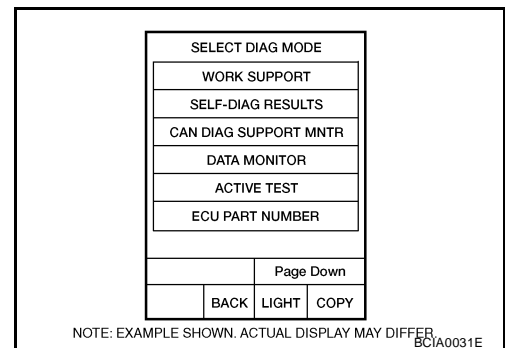 SELECT DIAG MODE
WORK SUPPORT
SELF-DIAG RESULTS
CAN DIAG SUPPORT MNTR
DATA MONITOR
ACTIVE TEST
ECU PART NUMBER
Page Down
BACK LIGHT COPY
NOTE: EXAMPLE SHOWN. ACTUAL DISPLAY MAY DIFFER.
BCIA0031E